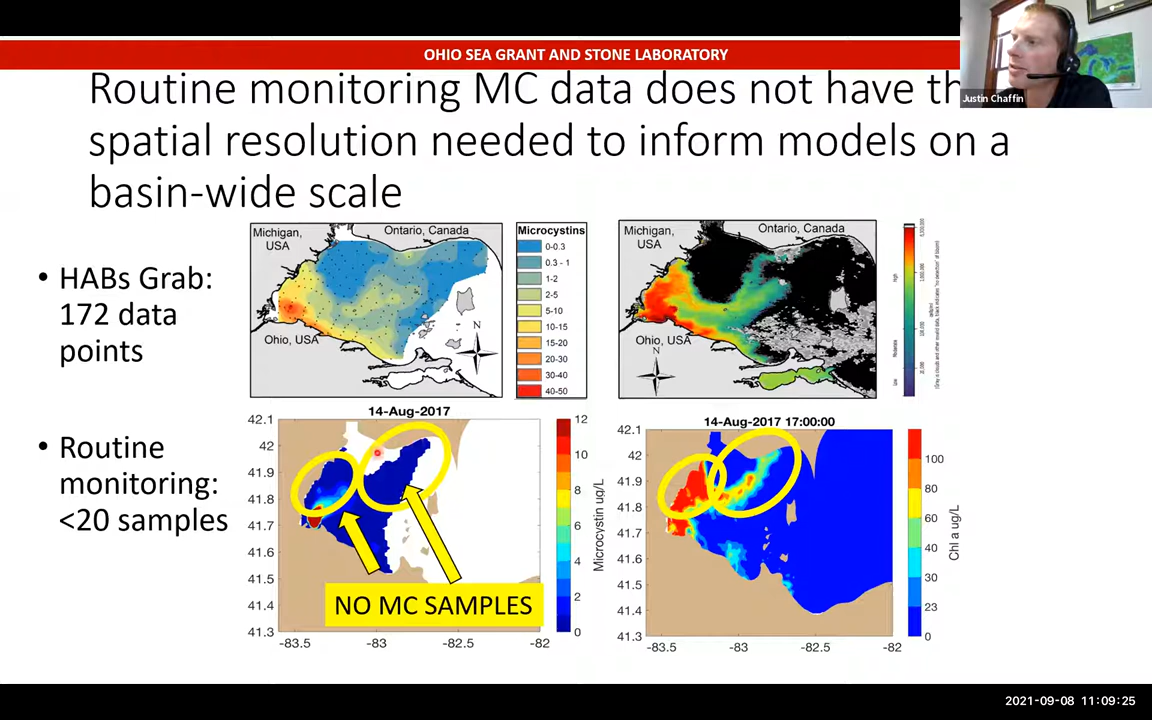 OHIO SEA GRANT AND STONE LABORATORY
Justin Chaffin
Routine monitoring MC data does not have th
spatial resolution needed to inform models on a
basin-wide scale
• HABs Grab:
172 data
points
• Routine
monitoring:
<20 samples
Michigan,
USA
Ontario, Canada
Ohio, USA
N
Microcystins
0-0.3
0.3 - 1
1-2
2-5
5-10
10-15
15-20
20-30
30-40
40-50
Michigan,
USA
Ontario, Canada
Ohio, USA
N
High
Moderate
Low
14-Aug-2017
42.1
42
41.9
41.8
41.7
41.6
41.5
41.4
41.3
-83.5
-83
-82.5
-82
12
10
8
6
4
2
0
Microcystin ug/L
NO MC SAMPLES
14-Aug-2017 17:00:00
42.1
42
41.9
41.8
41.7
41.6
41.5
41.4
41.3
-83.5
-83
-82.5
-82
100
80
60
40
30
23
0
Chl a ug/L
2021-09-08 11:09:25